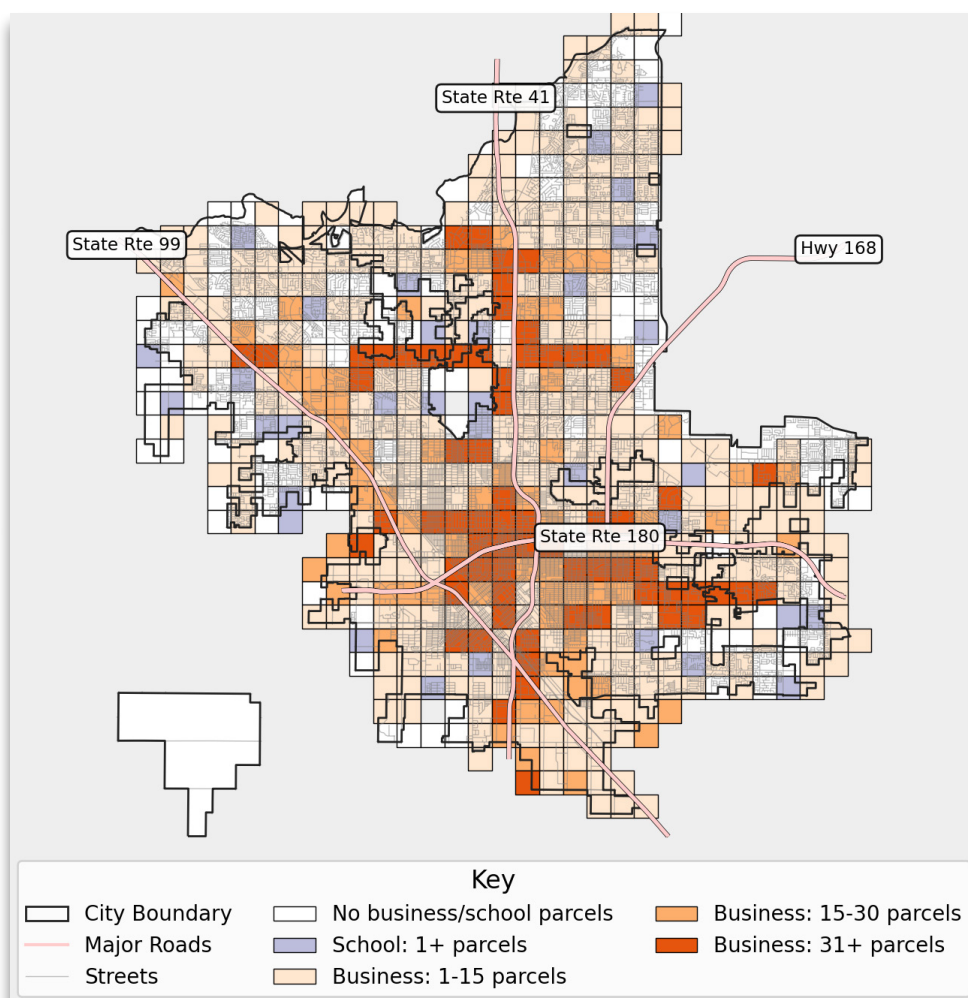 State Rte 41
State Rte 99
Hwy 168
State Rte 180
Key
City Boundary
No business/school parcels
Business: 15-30 parcels
Major Roads
School: 1+ parcels
Business: 31+ parcels
Streets
Business: 1-15 parcels